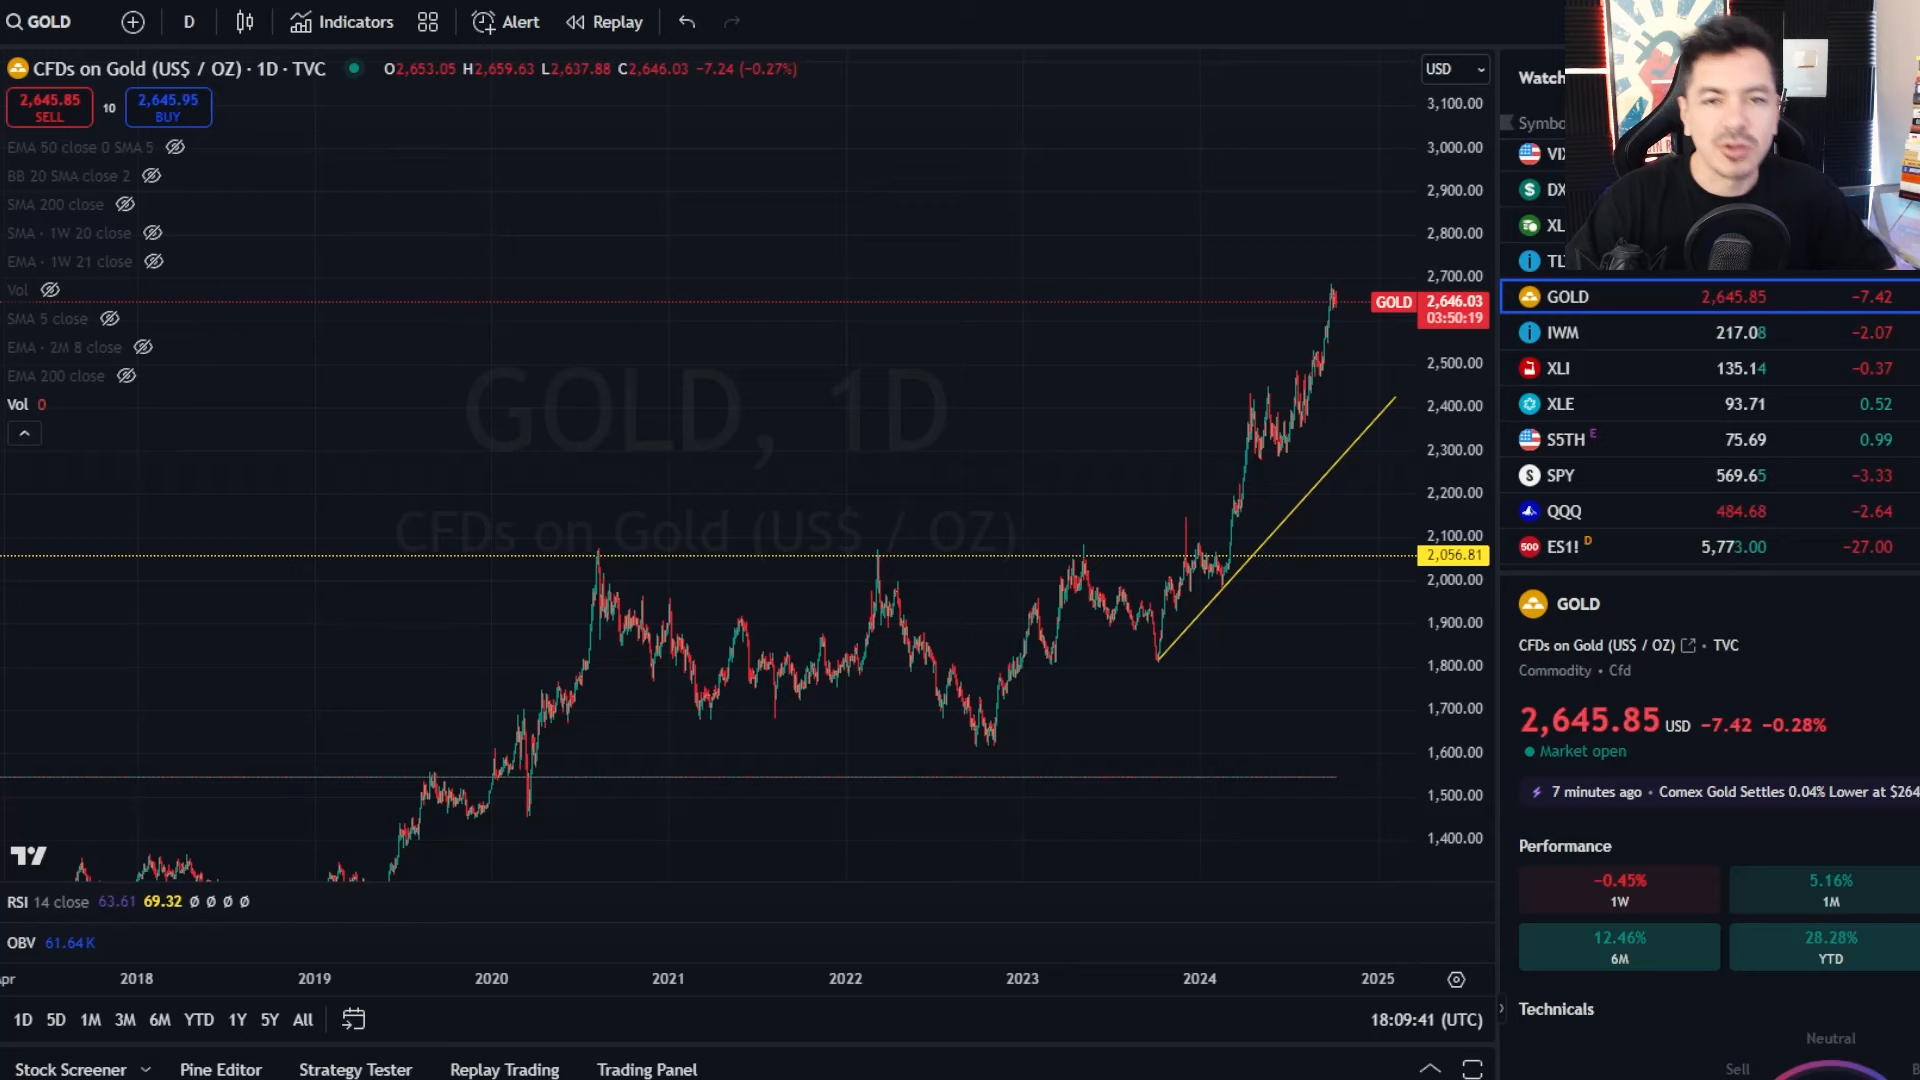 GOLD D Indicators Alert Replay
CFDs on Gold (US$ / OZ) · 1D · TVC O2,653.05 H2,659.63 L2,637.88 C2,646.03 −7.24 (−0.27%)
2,645.85 SELL 10 2,645.95 BUY
EMA 50 close 0 SMA 5
BB 20 SMA close 2
SMA 200 close
SMA · 1W 20 close
EMA · 1W 21 close
Vol
SMA 5 close
EMA · 2M 8 close
EMA 200 close
Vol 0
GOLD, 1D
CFDs on Gold (US$ / OZ)
USD
3,100.00
3,000.00
2,900.00
2,800.00
2,700.00
GOLD 2,646.03
03:50:19
2,500.00
2,400.00
2,300.00
2,200.00
2,100.00
2,056.81
2,000.00
1,900.00
1,800.00
1,700.00
1,600.00
1,500.00
1,400.00
RSI 14 close 63.61 69.32 Ø Ø Ø Ø
OBV 61.64K
pr 2018 2019 2020 2021 2022 2023 2024 2025
1D 5D 1M 3M 6M YTD 1Y 5Y All 18:09:41 (UTC)
Stock Screener Pine Editor Strategy Tester Replay Trading Trading Panel
Watch
Symbo
VI
$ DX
XL
TL
GOLD 2,645.85 −7.42
IWM 217.08 −2.07
XLI 135.14 −0.37
XLE 93.71 0.52
S5TH E 75.69 0.99
S SPY 569.65 −3.33
QQQ 484.68 −2.64
500 ES1! D 5,773.00 −27.00
GOLD
CFDs on Gold (US$ / OZ) • TVC
Commodity • Cfd
2,645.85 USD −7.42 −0.28%
Market open
7 minutes ago • Comex Gold Settles 0.04% Lower at $264
Performance
−0.45% 5.16%
1W 1M
12.46% 28.28%
6M YTD
Technicals
Neutral
Sell B